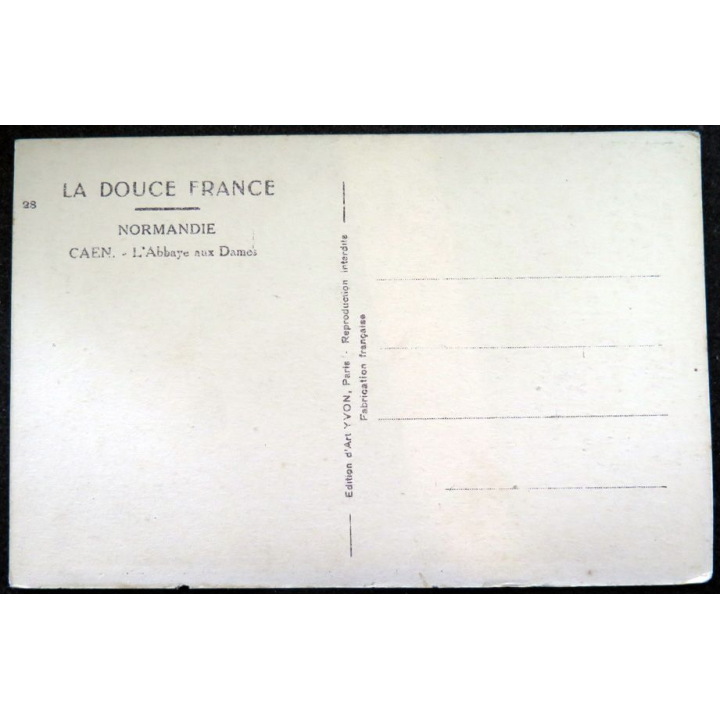 LA DOUCE FRANCE
28
NORMANDIE
CAEN. - L'Abbaye aux Dames
Edition d'Art YVON, Paris - Reproduction interdite
Fabrication française